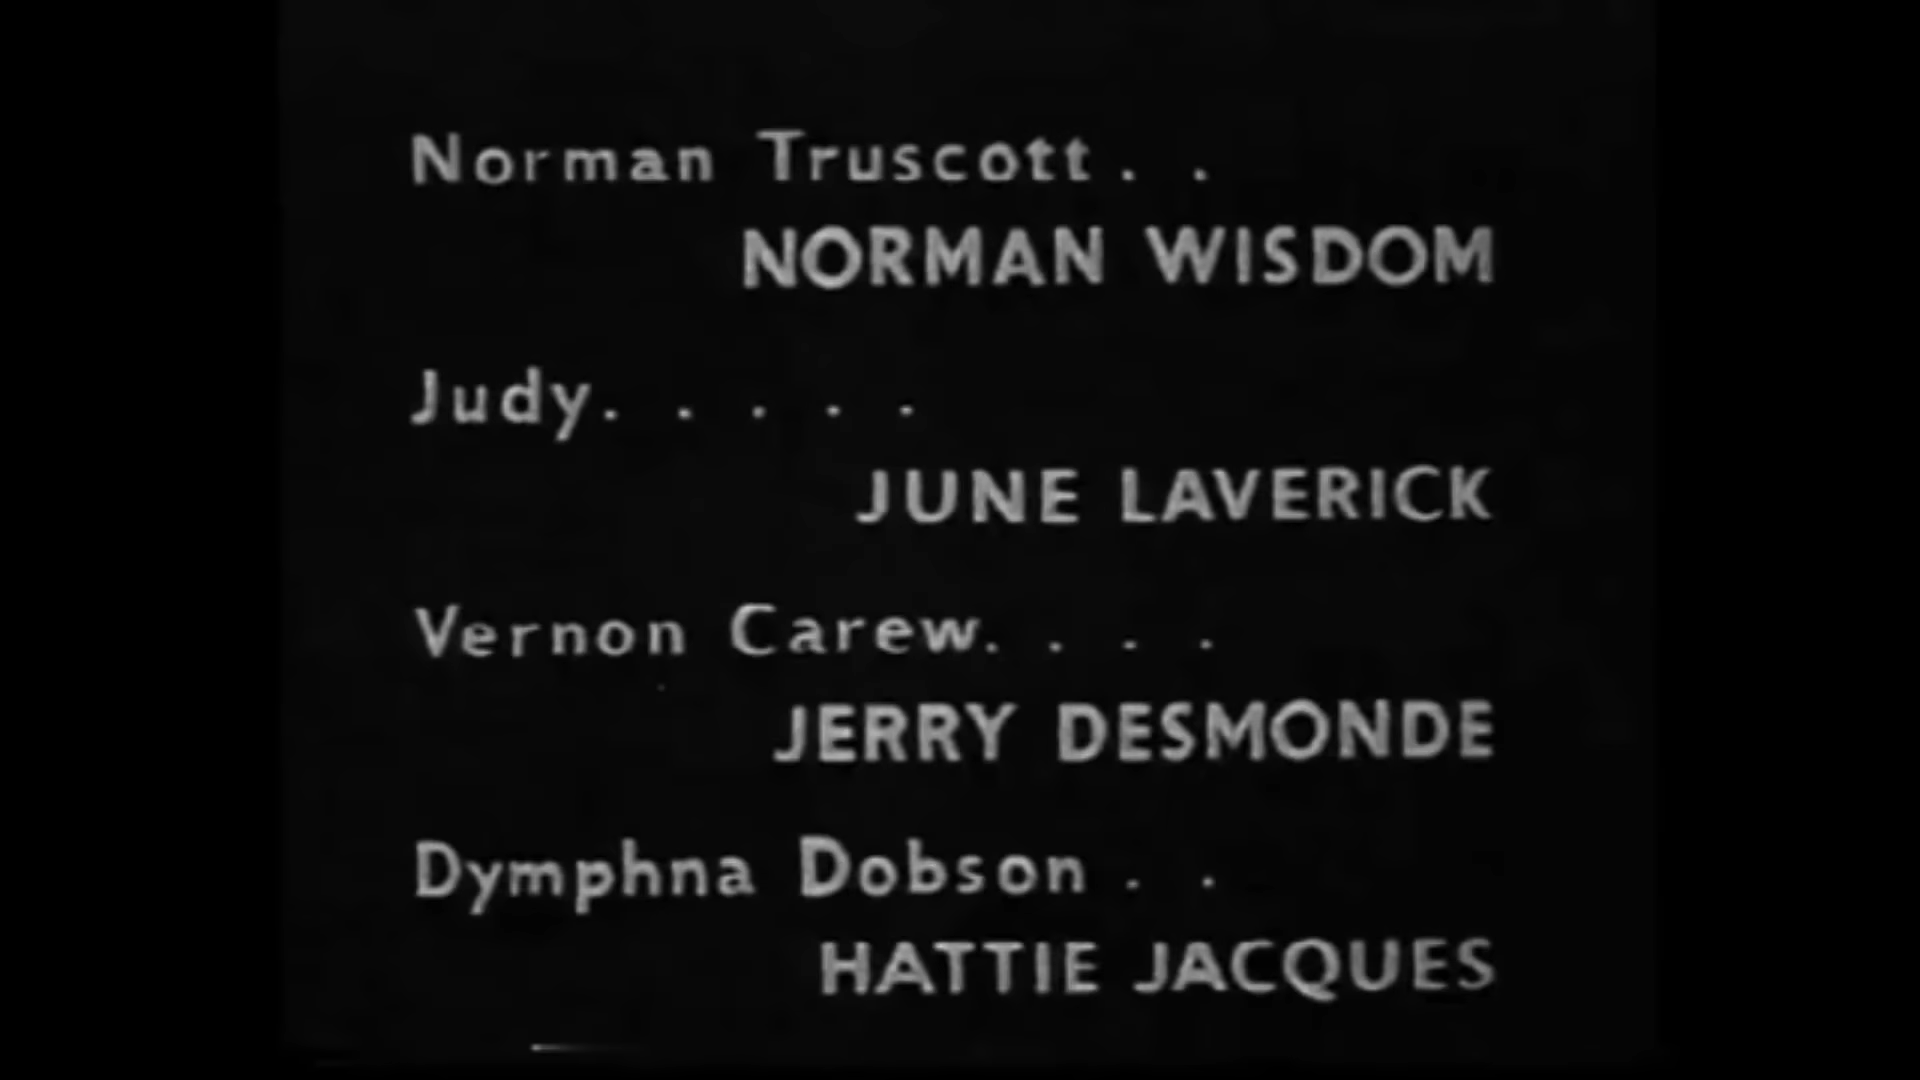 Norman Truscott . .
NORMAN WISDOM
Judy. . . . .
JUNE LAVERICK
Vernon Carew. . . .
JERRY DESMONDE
Dymphna Dobson . .
HATTIE JACQUES